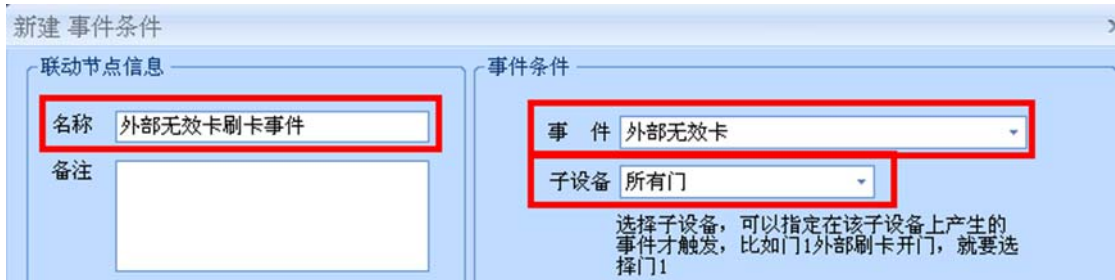 新建 事件条件
联动节点信息
名称 外部无效卡刷卡事件
备注
事件条件
事 件 外部无效卡
子设备 所有门
选择子设备，可以指定在该子设备上产生的
事件才触发，比如门1外部刷卡开门，就要选
择门1